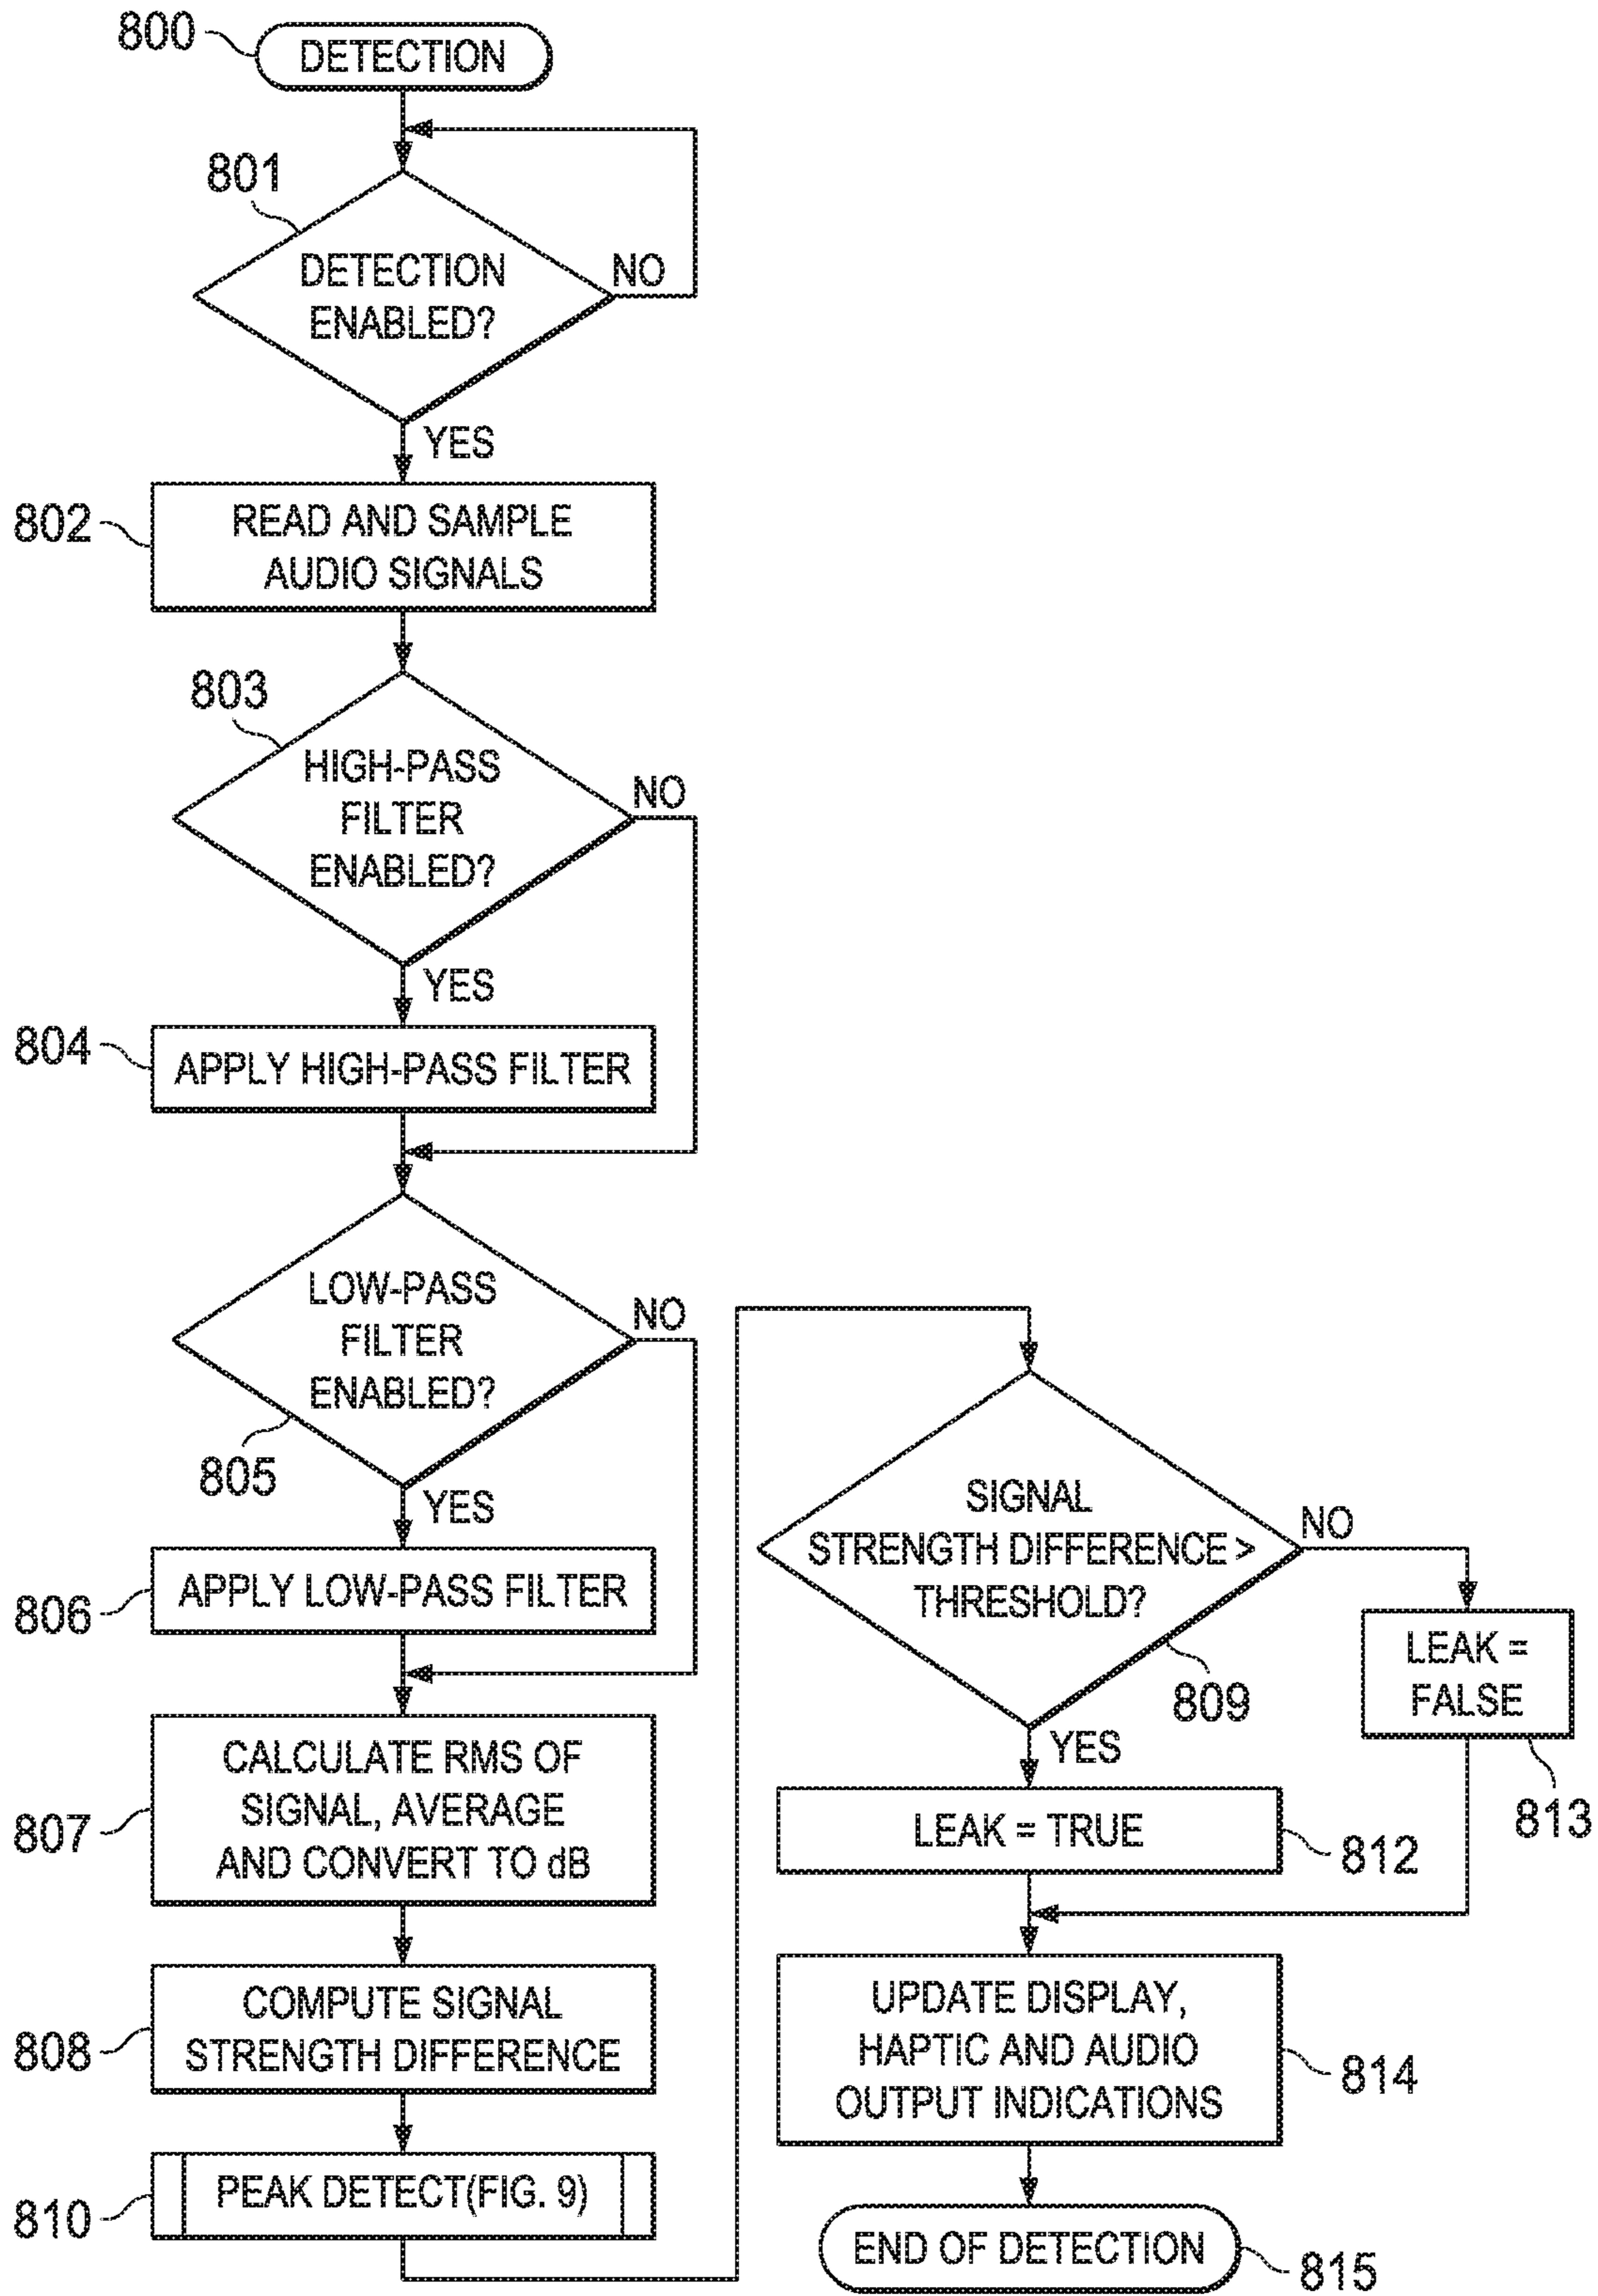 800
DETECTION
801
DETECTION
ENABLED?
NO
YES
802
READ AND SAMPLE
AUDIO SIGNALS
803
HIGH-PASS
FILTER
ENABLED?
NO
YES
804
APPLY HIGH-PASS FILTER
LOW-PASS
FILTER
ENABLED?
NO
805
YES
806
APPLY LOW-PASS FILTER
807
CALCULATE RMS OF
SIGNAL, AVERAGE
AND CONVERT TO dB
808
COMPUTE SIGNAL
STRENGTH DIFFERENCE
810
PEAK DETECT(FIG. 9)
SIGNAL
STRENGTH DIFFERENCE >
THRESHOLD?
NO
809
YES
LEAK =
FALSE
813
LEAK = TRUE
812
UPDATE DISPLAY,
HAPTIC AND AUDIO
OUTPUT INDICATIONS
814
END OF DETECTION
815